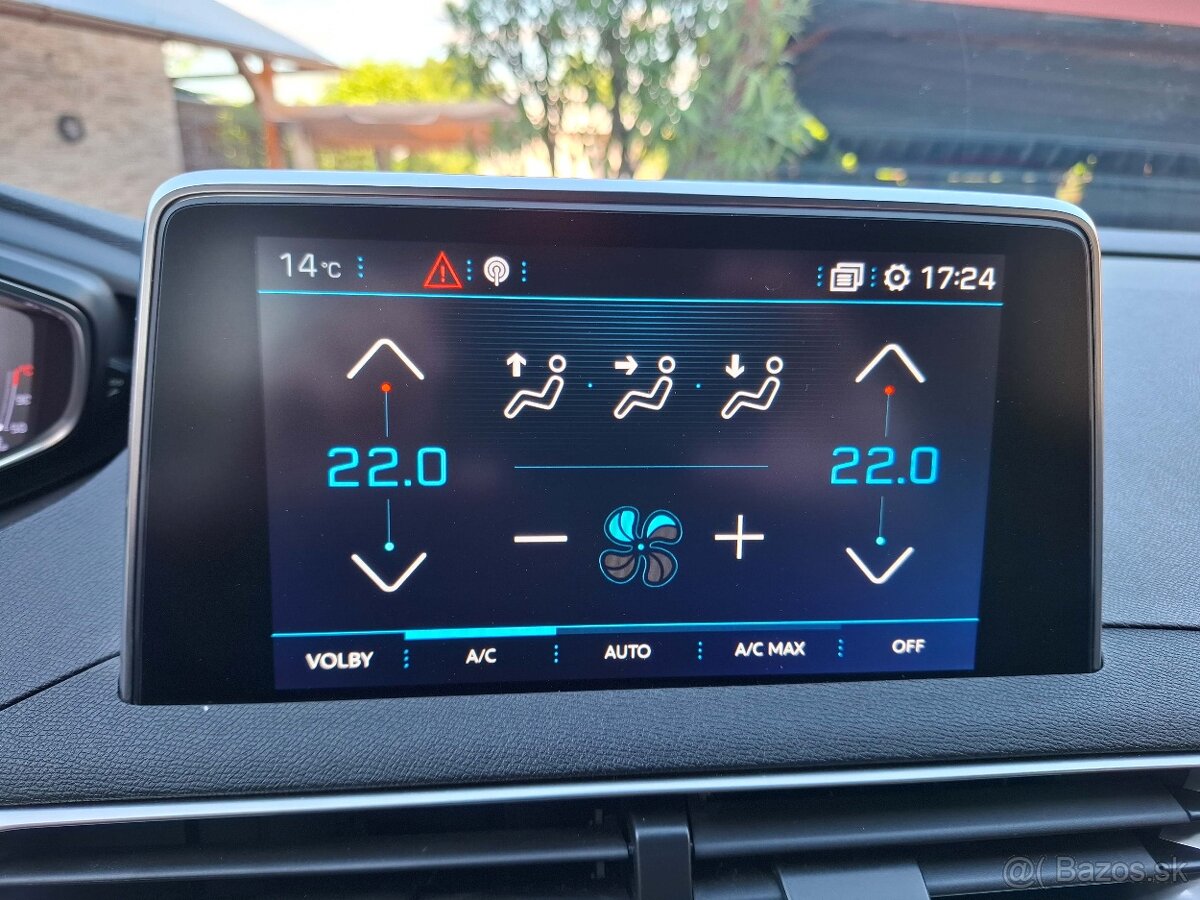 14°C 17:24
22.0 22.0
VOLBY A/C AUTO A/C MAX OFF
@( Bazos.sk